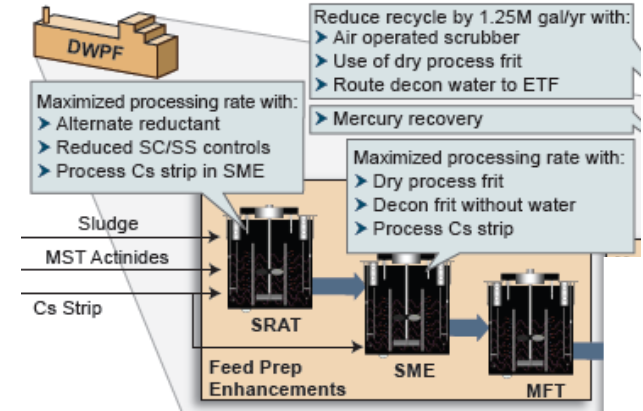 DWPF
Reduce recycle by 1.25M gal/yr with:
➤ Air operated scrubber
➤ Use of dry process frit
➤ Route decon water to ETF
➤ Mercury recovery
Maximized processing rate with:
➤ Alternate reductant
➤ Reduced SC/SS controls
➤ Process Cs strip in SME
Maximized processing rate with:
➤ Dry process frit
➤ Decon frit without water
➤ Process Cs strip
Sludge
MST Actinides
Cs Strip
SRAT
SME
MFT
Feed Prep
Enhancements